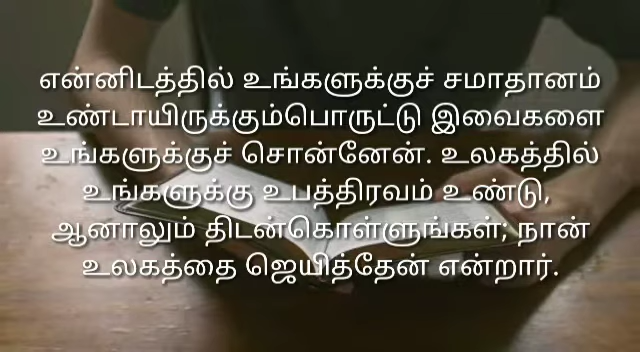 என்னிடத்தில் உங்களுக்குச் சமாதானம்
உண்டாயிருக்கும்பொருட்டு இவைகளை
உங்களுக்குச் சொன்னேன். உலகத்தில்
உங்களுக்கு உபத்திரவம் உண்டு,
ஆனாலும் திடன்கொள்ளுங்கள்; நான்
உலகத்தை ஜெயித்தேன் என்றார்.